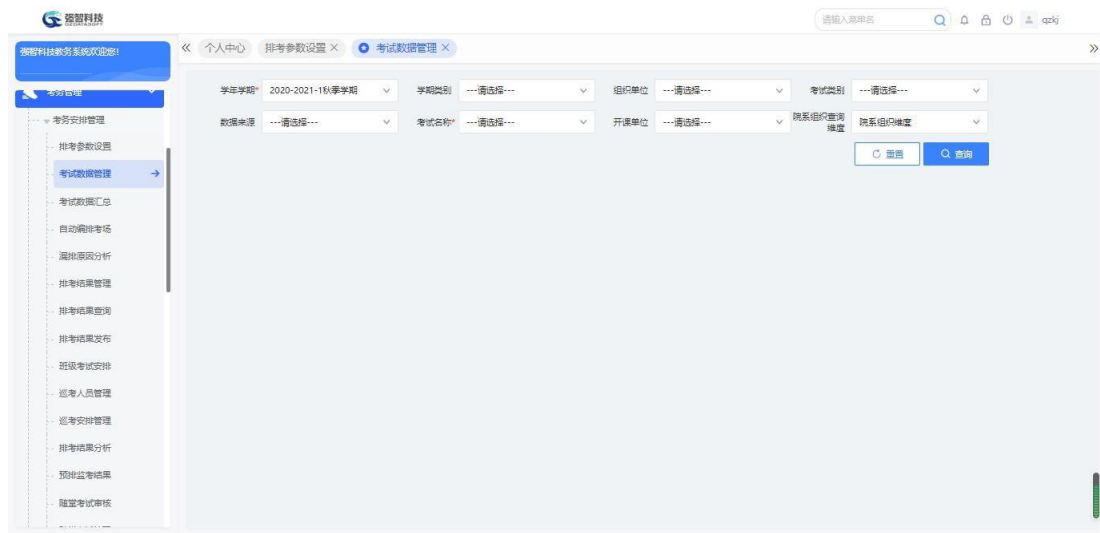 强智科技
QZDATASOFT
请输入菜单名
qzkj
强智科技教务系统欢迎您!
个人中心
排考参数设置
考试数据管理
考务管理
考务安排管理
排考参数设置
考试数据管理
考试数据汇总
自动编排考场
漏排原因分析
排考结果管理
排考结果查询
排考结果发布
班级考试安排
巡考人员管理
巡考安排管理
排考结果分析
预排监考结果
随堂考试审核
学年学期* 2020-2021-1秋季学期 学期类别 ---请选择--- 组织单位 ---请选择--- 考试类别 ---请选择---
数据来源 ---请选择--- 考试名称* ---请选择--- 开课单位 ---请选择--- 院系组织查询
维度 院系组织维度
重置 查询